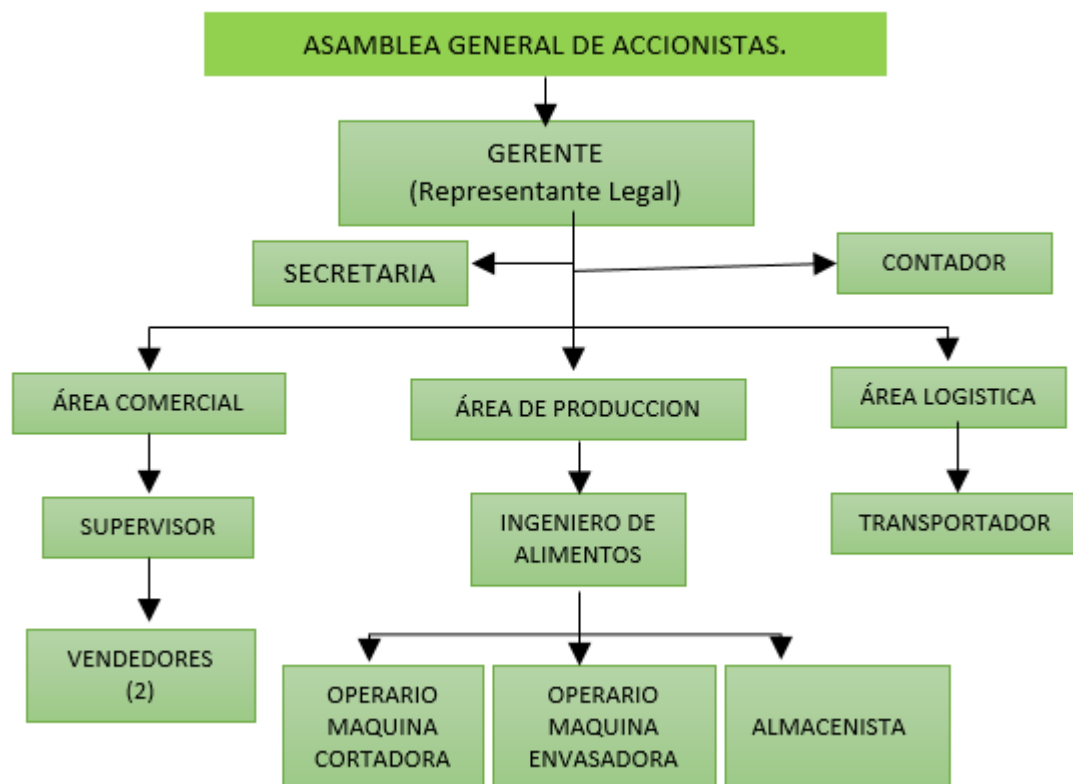 ASAMBLEA GENERAL DE ACCIONISTAS.
GERENTE
(Representante Legal)
SECRETARIA
CONTADOR
ÁREA COMERCIAL
ÁREA DE PRODUCCION
ÁREA LOGISTICA
SUPERVISOR
INGENIERO DE
ALIMENTOS
TRANSPORTADOR
VENDEDORES
(2)
OPERARIO
MAQUINA
CORTADORA
OPERARIO
MAQUINA
ENVASADORA
ALMACENISTA